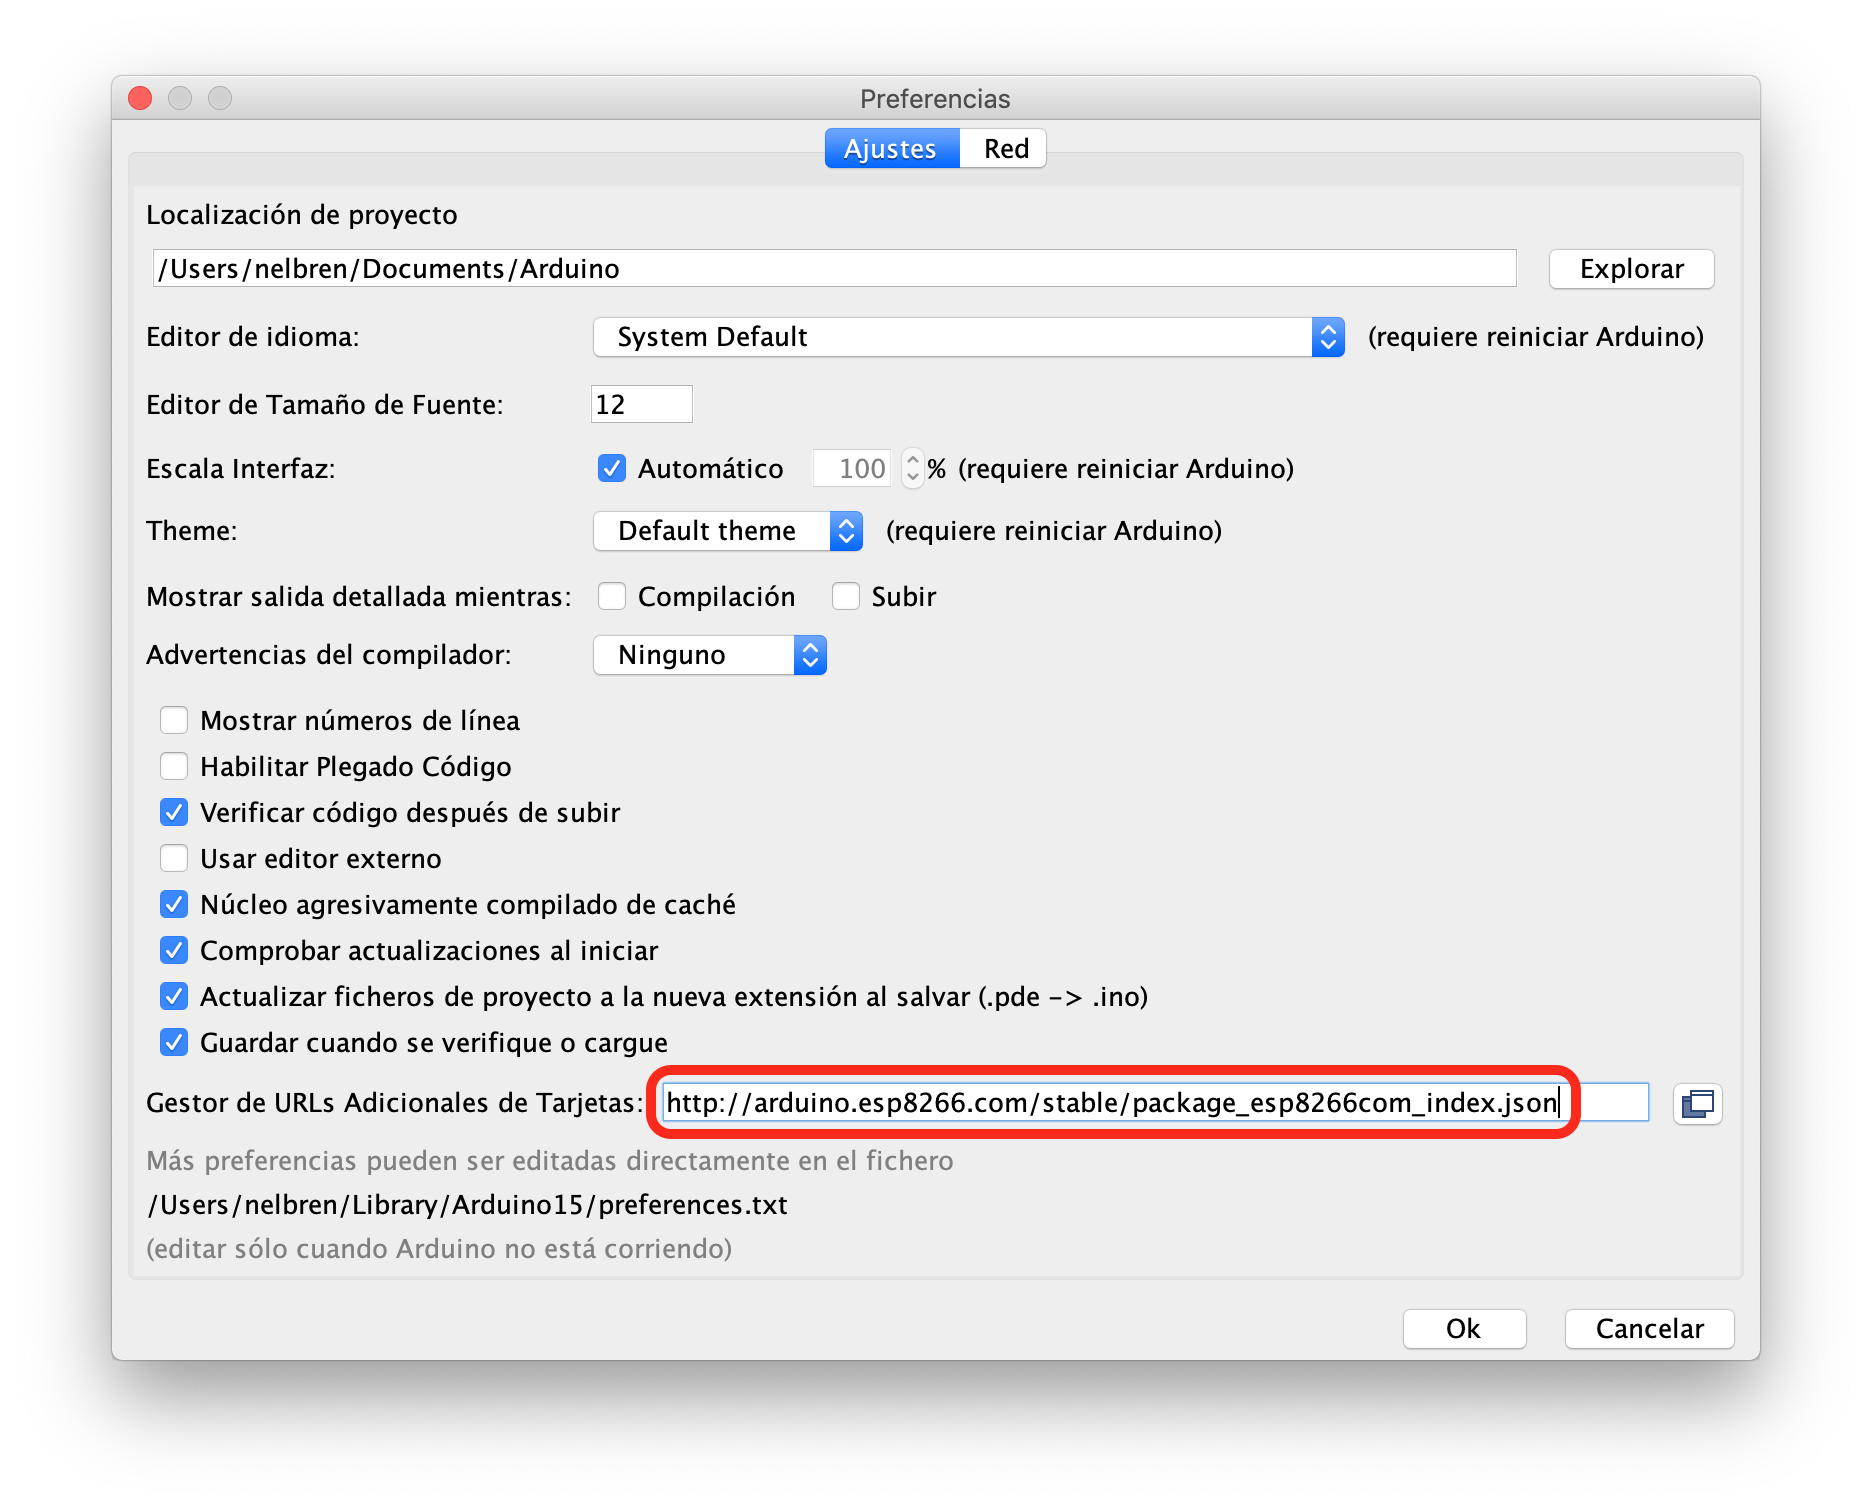 Preferencias
Ajustes Red
Localización de proyecto
/Users/nelbren/Documents/Arduino Explorar
Editor de idioma: System Default (requiere reiniciar Arduino)
Editor de Tamaño de Fuente: 12
Escala Interfaz: Automático 100 % (requiere reiniciar Arduino)
Theme: Default theme (requiere reiniciar Arduino)
Mostrar salida detallada mientras: Compilación Subir
Advertencias del compilador: Ninguno
Mostrar números de línea
Habilitar Plegado Código
Verificar código después de subir
Usar editor externo
Núcleo agresivamente compilado de caché
Comprobar actualizaciones al iniciar
Actualizar ficheros de proyecto a la nueva extensión al salvar (.pde -> .ino)
Guardar cuando se verifique o cargue
Gestor de URLs Adicionales de Tarjetas: http://arduino.esp8266.com/stable/package_esp8266com_index.json
Más preferencias pueden ser editadas directamente en el fichero
/Users/nelbren/Library/Arduino15/preferences.txt
(editar sólo cuando Arduino no está corriendo)
Ok Cancelar